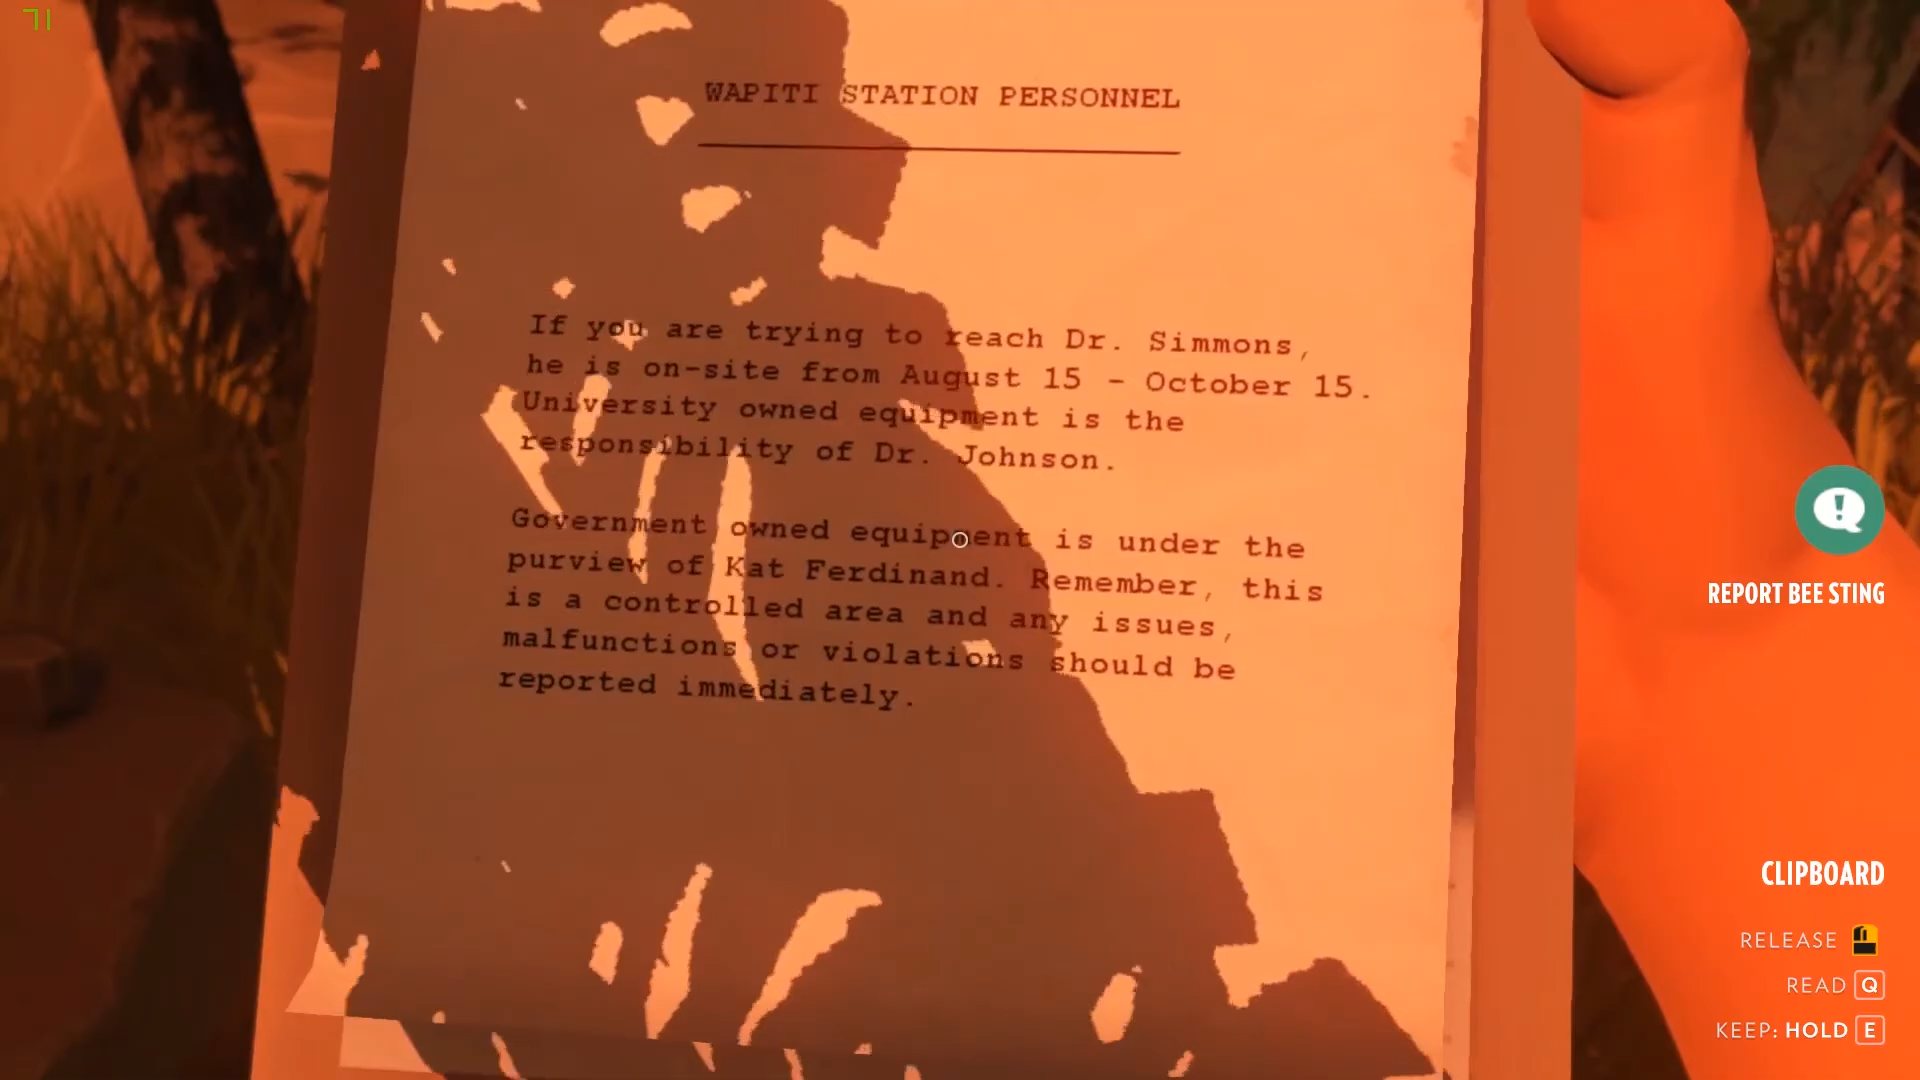 71
WAPITI STATION PERSONNEL
If you are trying to reach Dr. Simmons,
he is on-site from August 15 - October 15.
University owned equipment is the
responsibility of Dr. Johnson.
Government owned equipment is under the
purview of Kat Ferdinand. Remember, this
is a controlled area and any issues,
malfunctions or violations should be
reported immediately.
REPORT BEE STING
CLIPBOARD
RELEASE
READ Q
KEEP: HOLD E